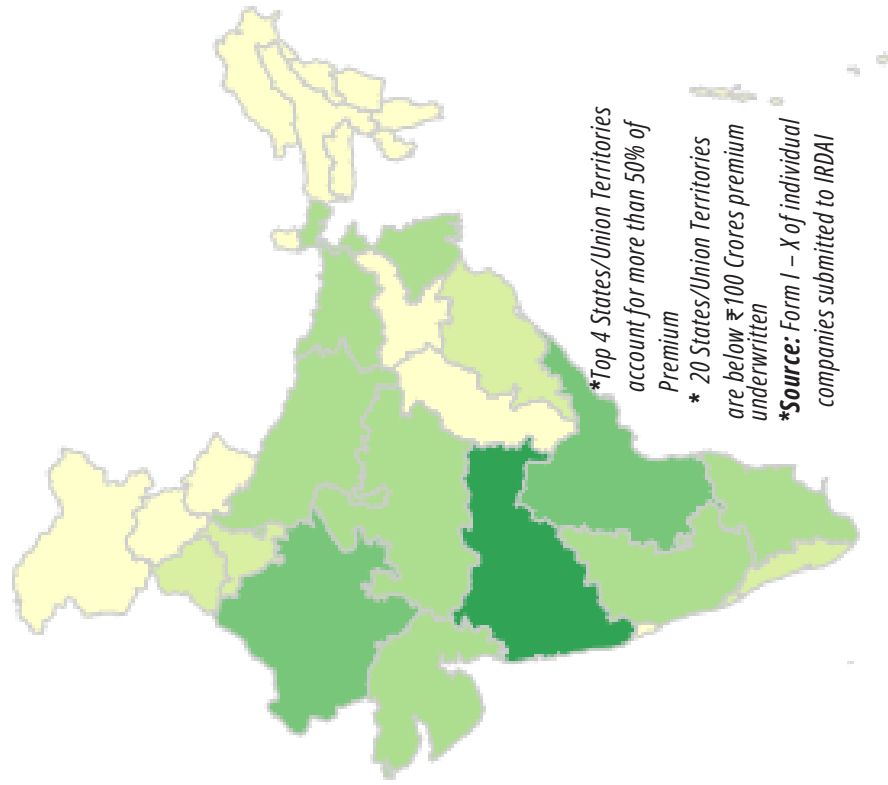 *Top 4 States/Union Territories
account for more than 50% of
Premium
* 20 States/Union Territories
are below ₹100 Crores premium
underwritten
*Source: Form I – X of individual
companies submitted to IRDAI